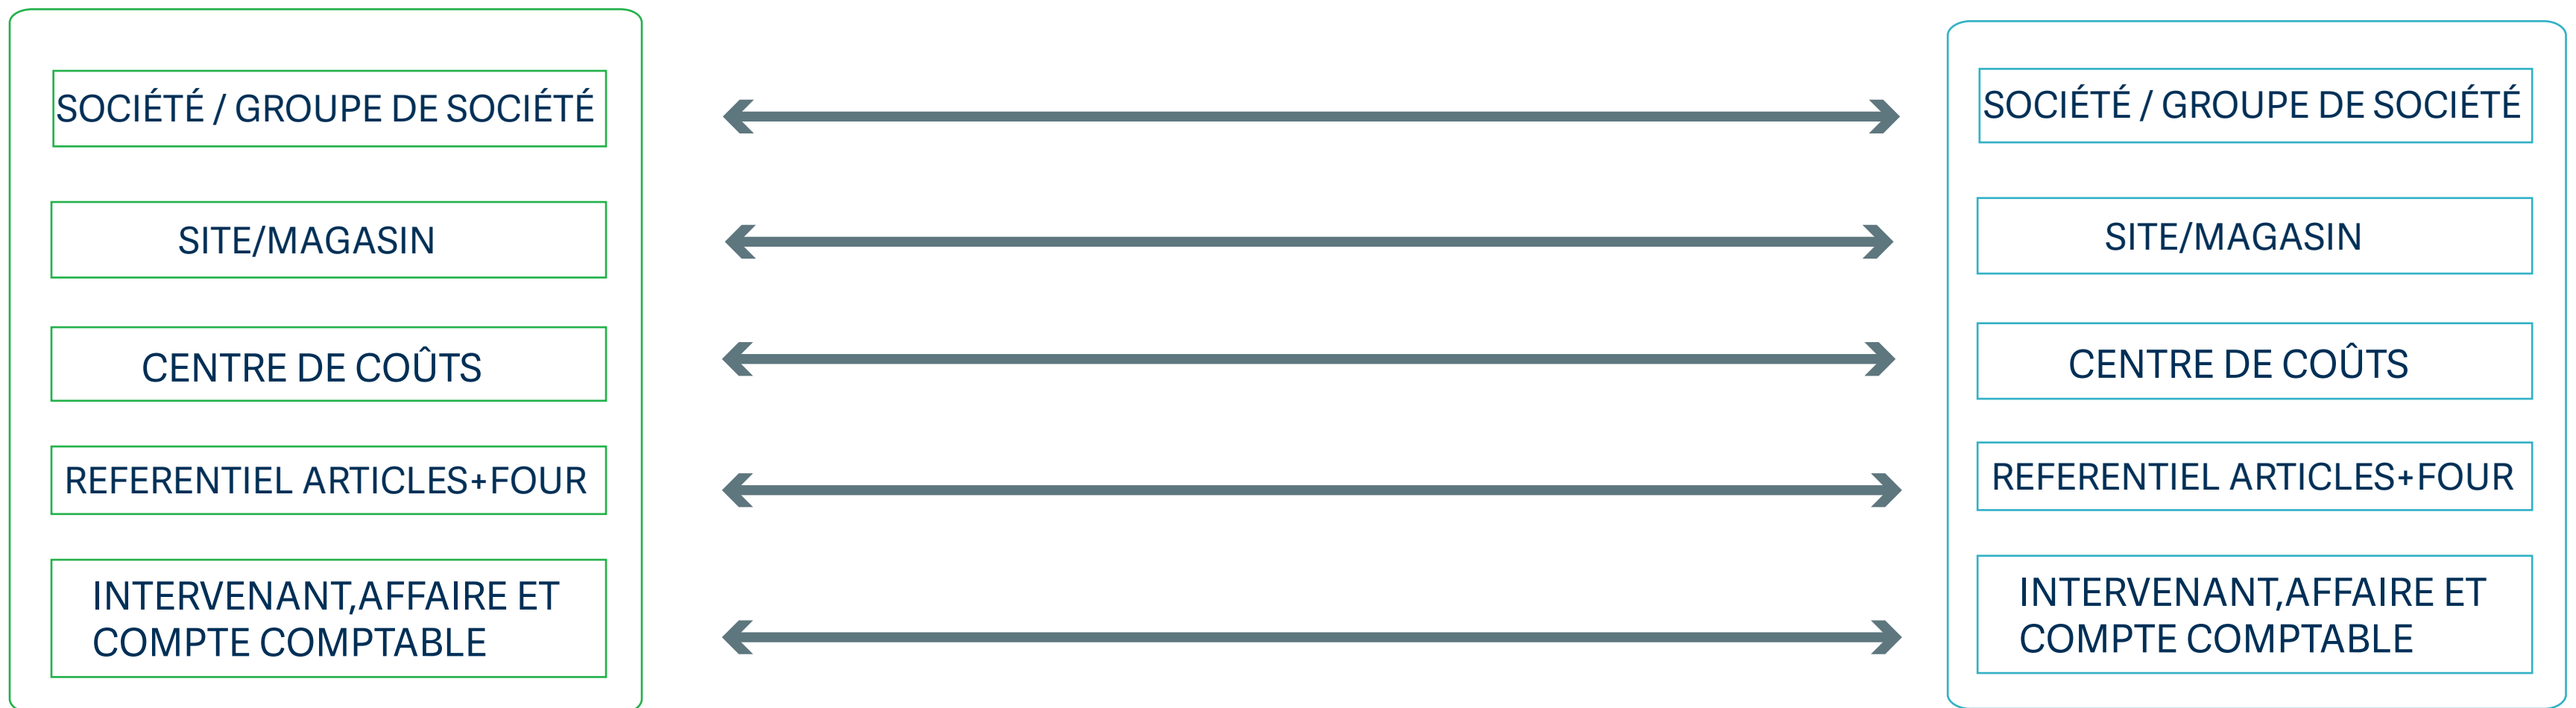 SOCIÉTÉ / GROUPE DE SOCIÉTÉ
SITE/MAGASIN
CENTRE DE COÛTS
REFERENTIEL ARTICLES+FOUR
INTERVENANT,AFFAIRE ET
COMPTE COMPTABLE
SOCIÉTÉ / GROUPE DE SOCIÉTÉ
SITE/MAGASIN
CENTRE DE COÛTS
REFERENTIEL ARTICLES+FOUR
INTERVENANT,AFFAIRE ET
COMPTE COMPTABLE